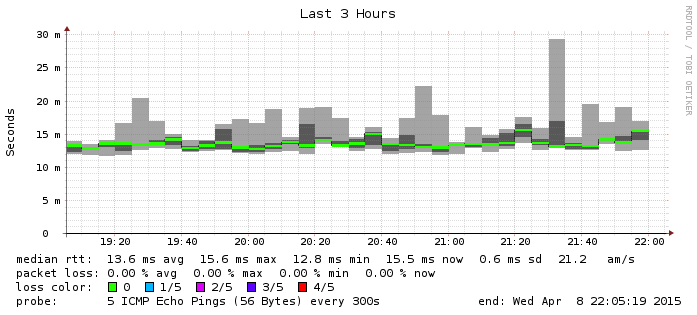 Last 3 Hours
RRDTOOL / TOBI OETIKER
Seconds
30 m
25 m
20 m
15 m
10 m
5 m
0
19:20 19:40 20:00 20:20 20:40 21:00 21:20 21:40 22:00
median rtt: 13.6 ms avg 15.6 ms max 12.8 ms min 15.5 ms now 0.6 ms sd 21.2 am/s
packet loss: 0.00 % avg 0.00 % max 0.00 % min 0.00 % now
loss color: 0 1/5 2/5 3/5 4/5
probe: 5 ICMP Echo Pings (56 Bytes) every 300s end: Wed Apr 8 22:05:19 2015